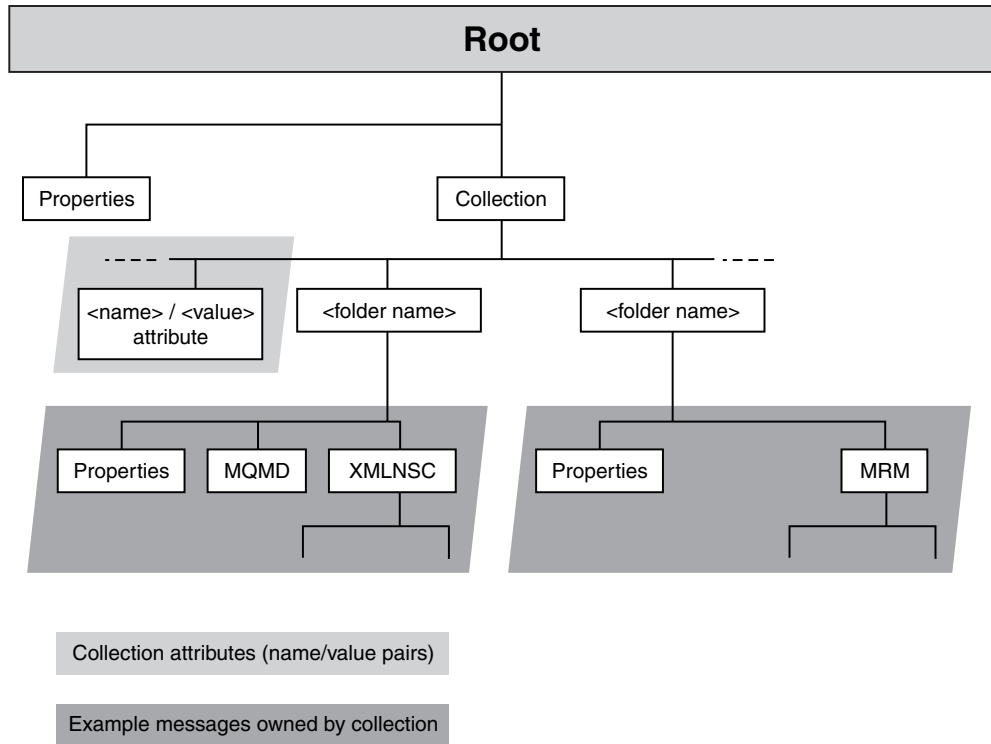 Root
Properties
Collection
<name> / <value>
attribute
<folder name>
<folder name>
Properties
MQMD
XMLNSC
Properties
MRM
Collection attributes (name/value pairs)
Example messages owned by collection